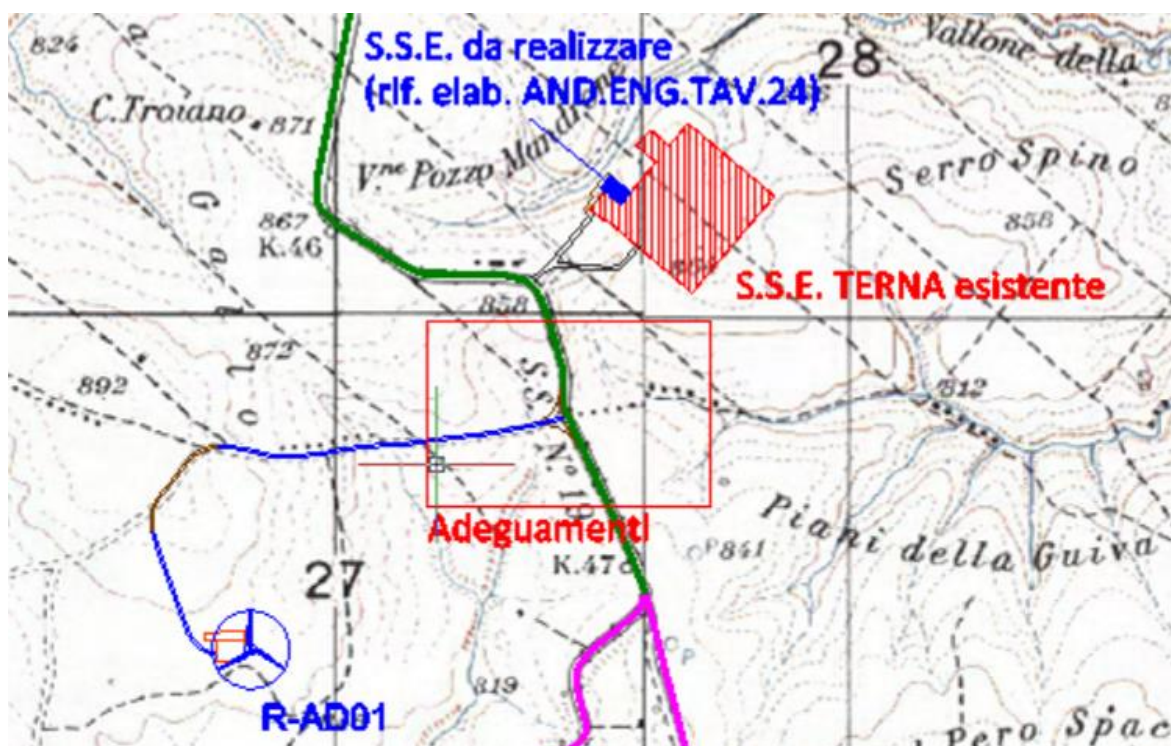 824
S.S.E. da realizzare
(rif. elab. AND.ENG.TAV.24)
28
Vallone della
C. Troiano
871
a
Gallo
V.ne Pozzo Mandrione
Serro Spino
867
K.46
858
S.S.E. TERNA esistente
858
872
892
812
S.S. N.º 19
Adeguamenti
Piani della Guiva
841
K.47
27
R-AD01
819
Pero Spac